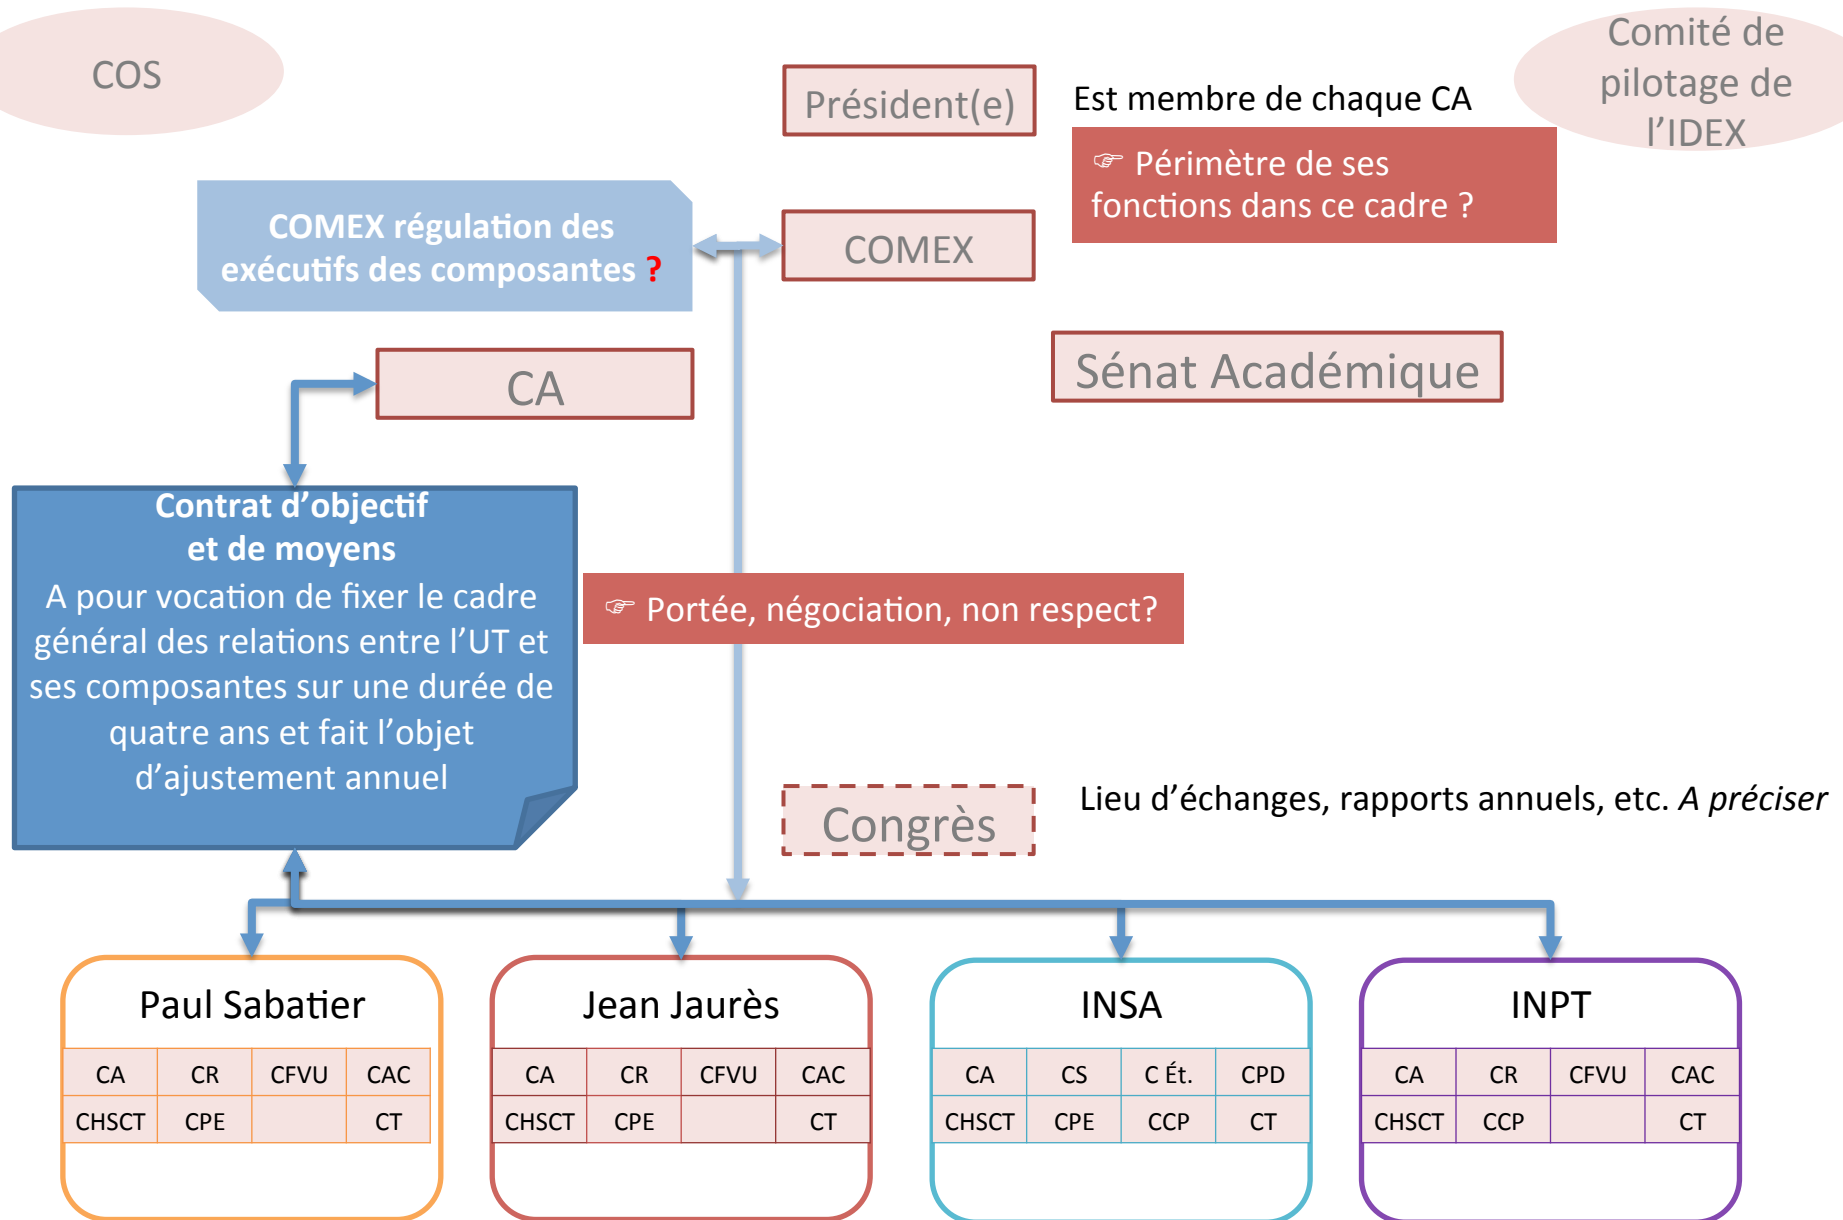 COS
Comité de
pilotage de
l’IDEX
Président(e)
Est membre de chaque CA
☞ Périmètre de ses
fonctions dans ce cadre ?
COMEX régulation des
exécutifs des composantes ?
COMEX
CA
Sénat Académique
Contrat d’objectif
et de moyens
A pour vocation de fixer le cadre
général des relations entre l’UT et
ses composantes sur une durée de
quatre ans et fait l’objet
d’ajustement annuel
☞ Portée, négociation, non respect?
Congrès
Lieu d’échanges, rapports annuels, etc. A préciser
Paul Sabatier
CA CR CFVU CAC
CHSCT CPE CT
Jean Jaurès
CA CR CFVU CAC
CHSCT CPE CT
INSA
CA CS C Ét. CPD
CHSCT CPE CCP CT
INPT
CA CR CFVU CAC
CHSCT CCP CT